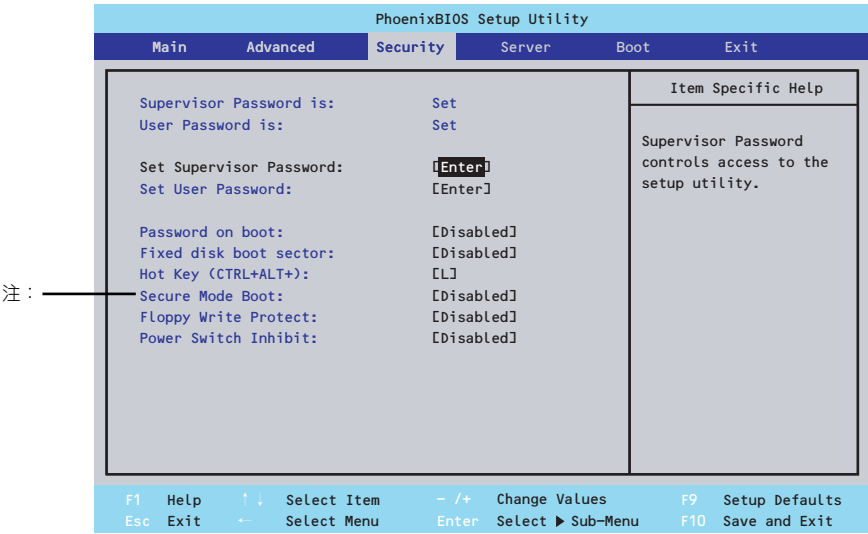 PhoenixBIOS Setup Utility
Main Advanced Security Server Boot Exit
Item Specific Help
Supervisor Password is: Set
User Password is: Set
Supervisor Password
controls access to the
setup utility.
Set Supervisor Password: [Enter]
Set User Password: [Enter]
Password on boot: [Disabled]
Fixed disk boot sector: [Disabled]
Hot Key (CTRL+ALT+): [L]
注： Secure Mode Boot: [Disabled]
Floppy Write Protect: [Disabled]
Power Switch Inhibit: [Disabled]
F1 Help ↑↓ Select Item - /+ Change Values F9 Setup Defaults
Esc Exit ← Select Menu Enter Select ▶ Sub-Menu F10 Save and Exit